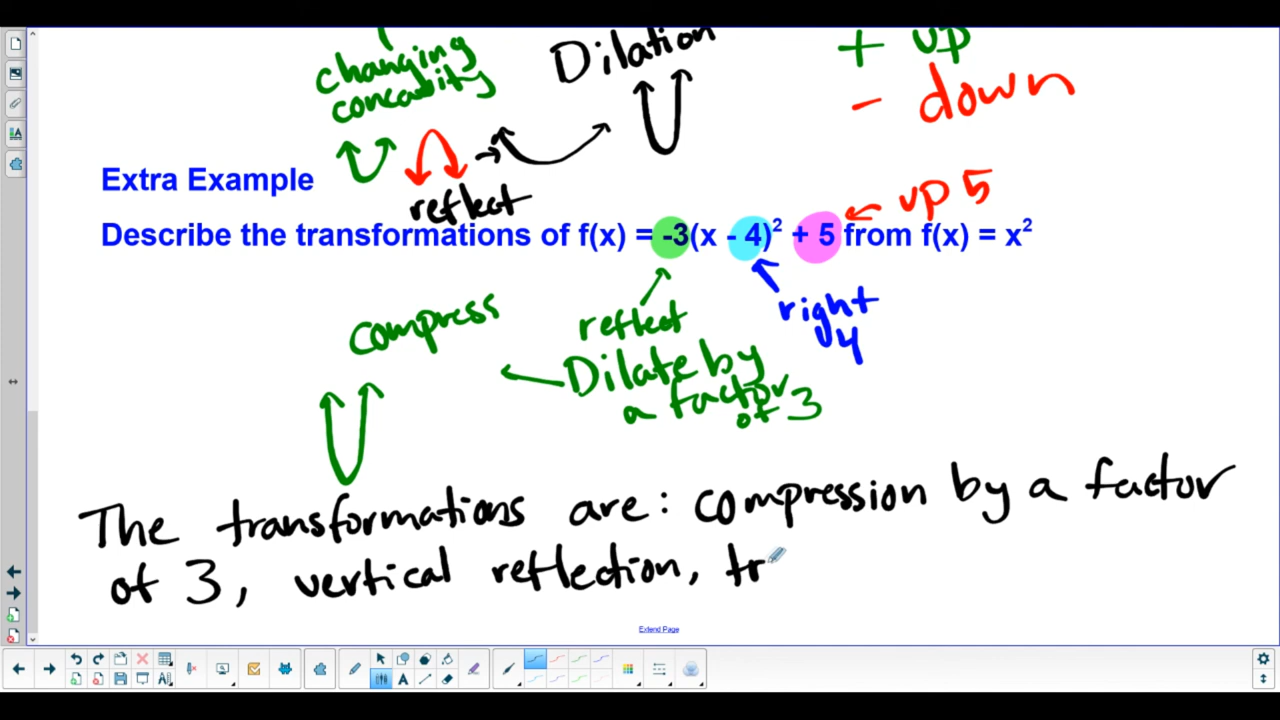 + up
changing
Dilation
concavity
- down
Extra Example
reflect
up 5
Describe the transformations of f(x) = -3(x - 4)² + 5 from f(x) = x²
compress
reflect
right
4
Dilate by
a factor
of 3
The transformations are: compression by a factor
of 3, vertical reflection, tr
Extend Page